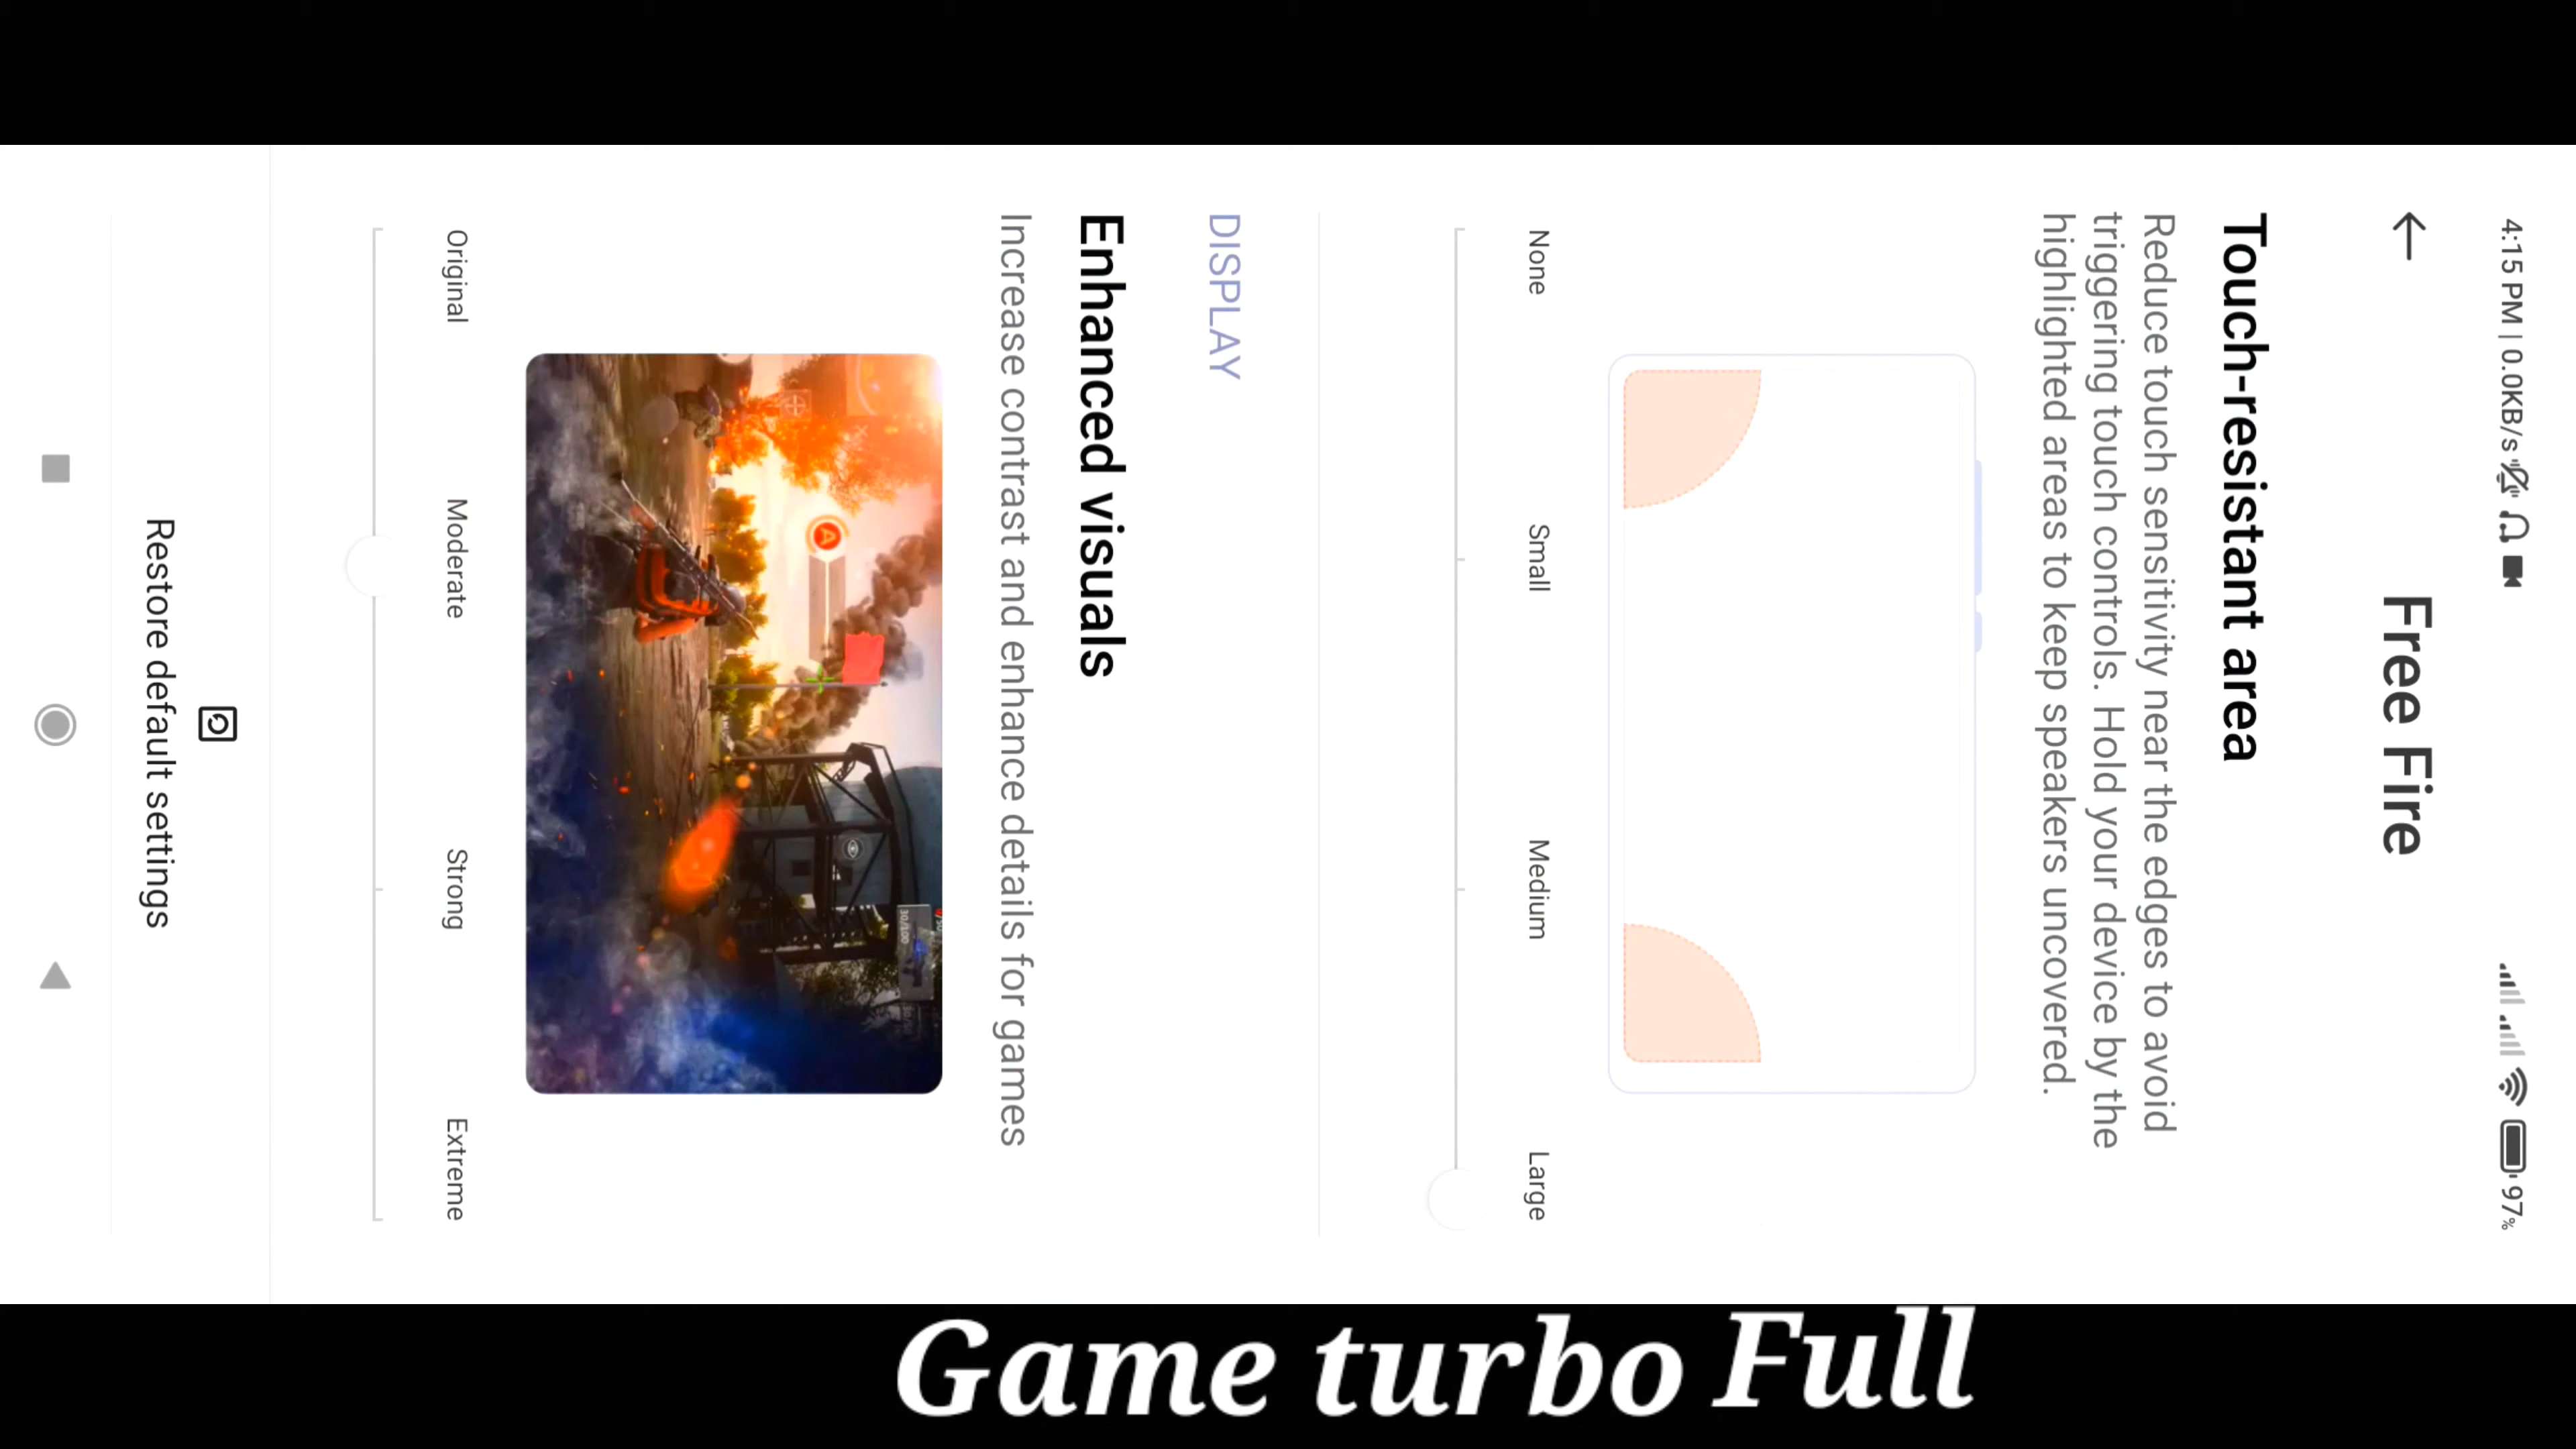 4:15 PM | 0.0KB/s
97%
Free Fire
Touch-resistant area
Reduce touch sensitivity near the edges to avoid
triggering touch controls. Hold your device by the
highlighted areas to keep speakers uncovered.
None Small Medium Large
DISPLAY
Enhanced visuals
Increase contrast and enhance details for games
A
30/100
Original Moderate Strong Extreme
Restore default settings
Game turbo Full